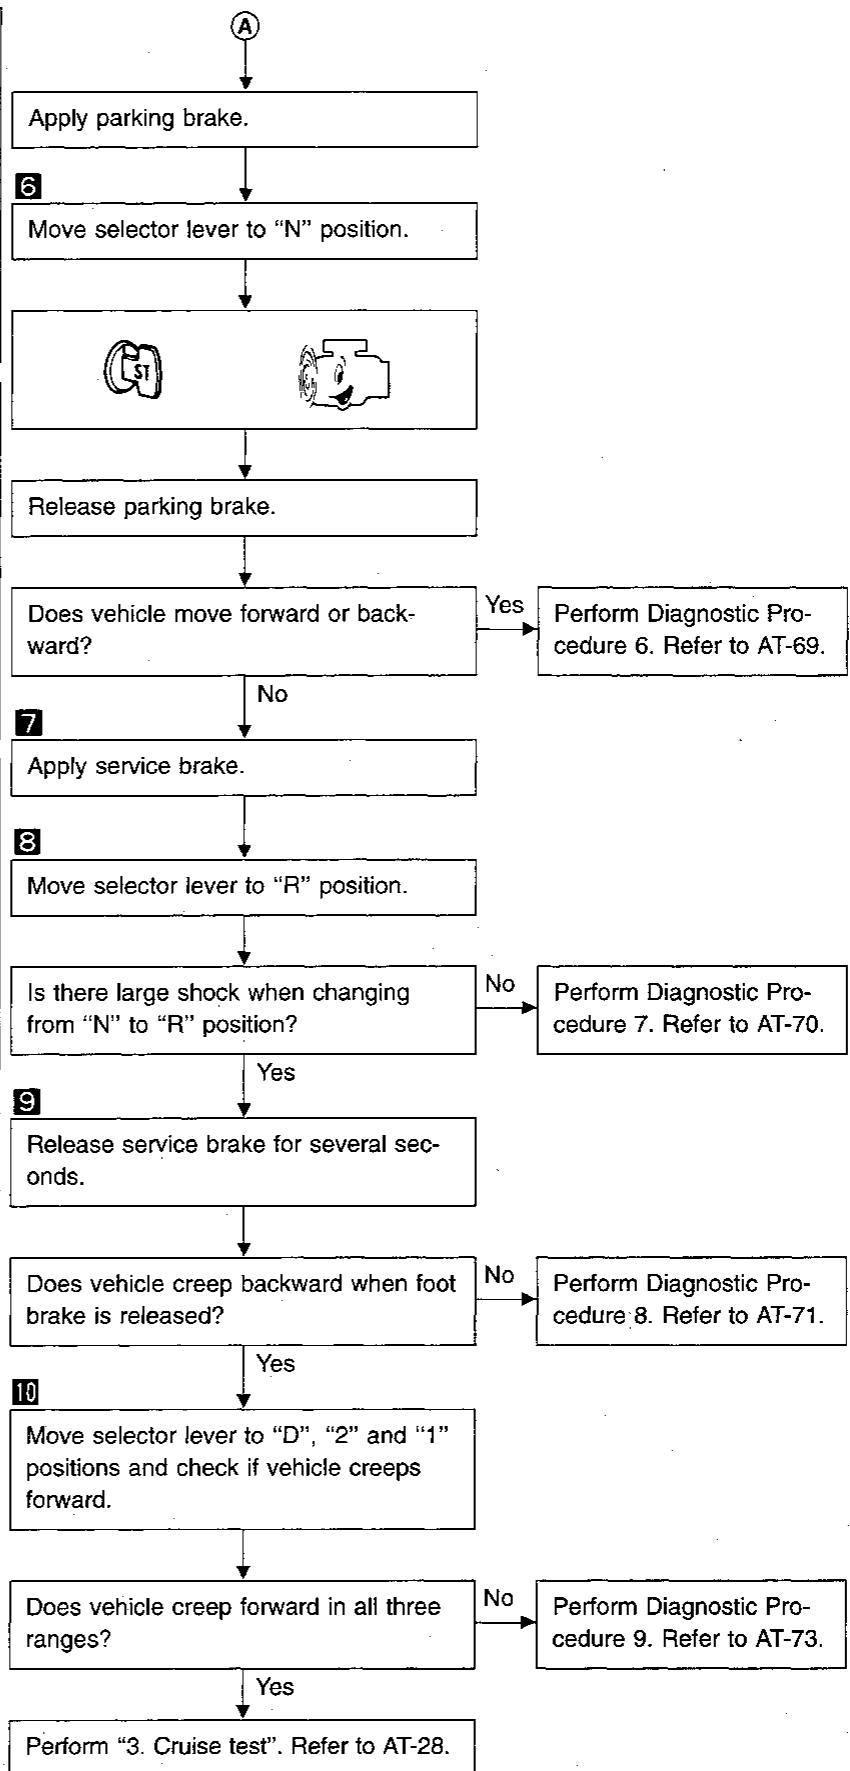 A
Apply parking brake.
6
Move selector lever to “N” position.
ST
Release parking brake.
Does vehicle move forward or back-
ward?
Yes
Perform Diagnostic Pro-
cedure 6. Refer to AT-69.
No
7
Apply service brake.
8
Move selector lever to “R” position.
Is there large shock when changing
from “N” to “R” position?
No
Perform Diagnostic Pro-
cedure 7. Refer to AT-70.
Yes
9
Release service brake for several sec-
onds.
Does vehicle creep backward when foot
brake is released?
No
Perform Diagnostic Pro-
cedure 8. Refer to AT-71.
Yes
10
Move selector lever to “D”, “2” and “1”
positions and check if vehicle creeps
forward.
Does vehicle creep forward in all three
ranges?
No
Perform Diagnostic Pro-
cedure 9. Refer to AT-73.
Yes
Perform “3. Cruise test”. Refer to AT-28.